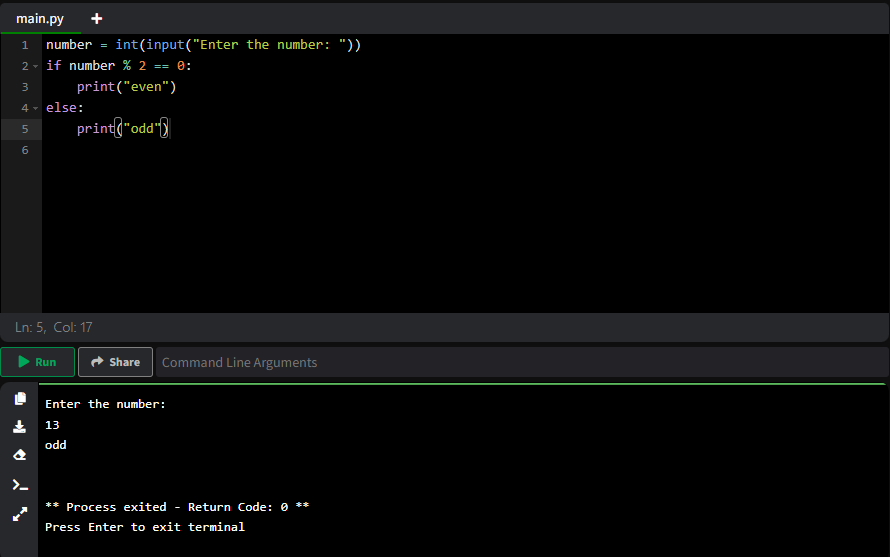 main.py +
1 number = int(input("Enter the number: "))
2 if number % 2 == 0:
3     print("even")
4 else:
5     print("odd")
6
Ln: 5, Col: 17
Run Share Command Line Arguments
Enter the number:
13
odd
** Process exited - Return Code: 0 **
Press Enter to exit terminal